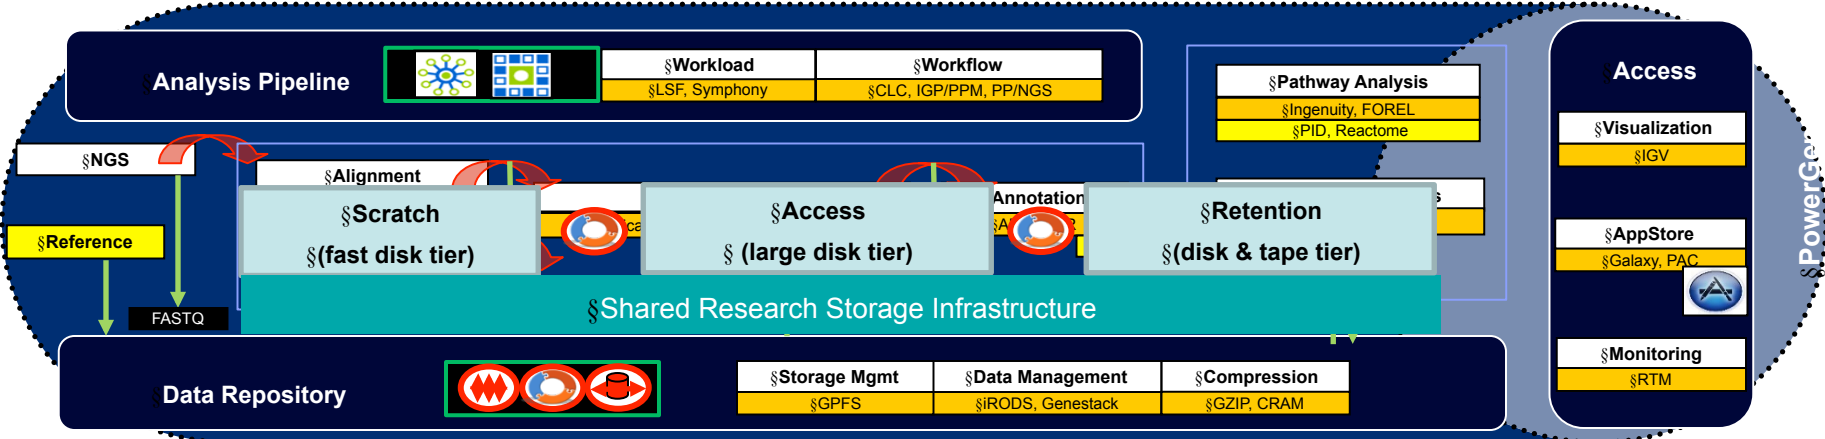 §Analysis Pipeline
§Workload
§LSF, Symphony
§Workflow
§CLC, IGP/PPM, PP/NGS
§Pathway Analysis
§Ingenuity, FOREL
§PID, Reactome
§Access
§Visualization
§IGV
§AppStore
§Galaxy, PAC
§Monitoring
§RTM
§NGS
§Reference
FASTQ
§Alignment
Annotation
§Scratch
§(fast disk tier)
§Access
§ (large disk tier)
§Retention
§(disk & tape tier)
§Shared Research Storage Infrastructure
§Data Repository
§Storage Mgmt
§GPFS
§Data Management
§iRODS, Genestack
§Compression
§GZIP, CRAM